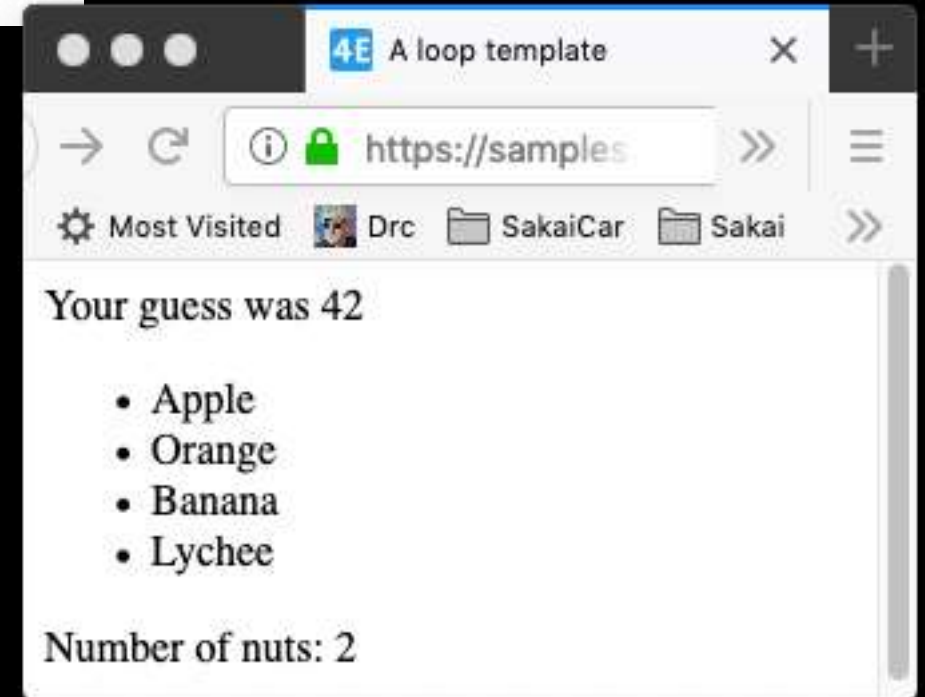 4E A loop template
https://samples
Most Visited Drc SakaiCar Sakai
Your guess was 42
• Apple
• Orange
• Banana
• Lychee
Number of nuts: 2